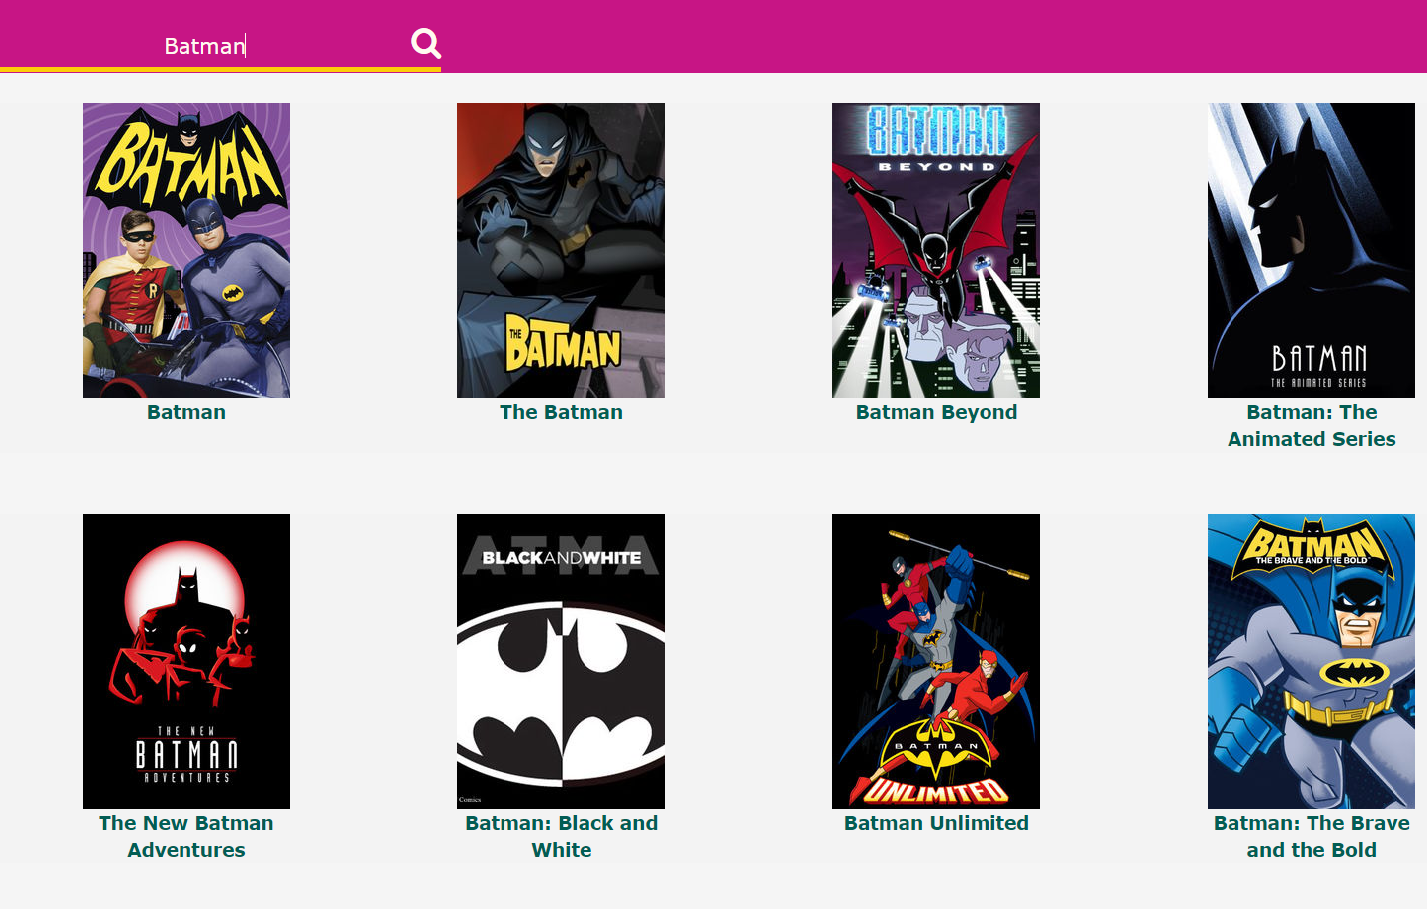 Batman
BATMAN
R
Batman
THE
BATMAN
The Batman
BATMAN
BEYOND
Batman Beyond
BATMAN
THE ANIMATED SERIES
Batman: The
Animated Series
THE NEW
BATMAN
ADVENTURES
The New Batman
Adventures
ATMA
BLACKANDWHITE
Comics
Batman: Black and
White
BATMAN
UNLIMITED
Batman Unlimited
BATMAN
THE BRAVE AND THE BOLD™
Batman: The Brave
and the Bold